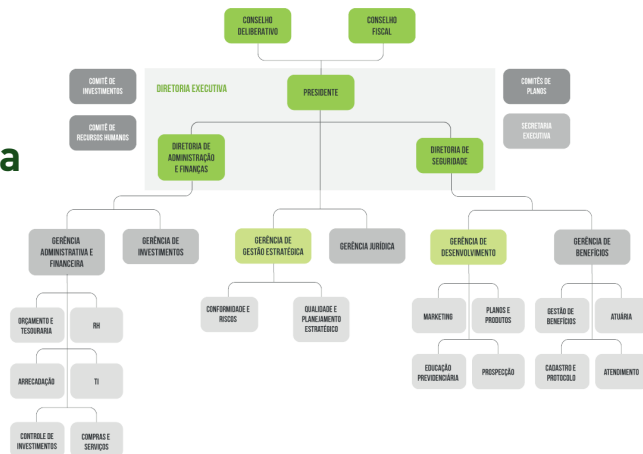 CONSELHO
DELIBERATIVO
CONSELHO
FISCAL
COMITÊ DE
INVESTIMENTOS
DIRETORIA EXECUTIVA
PRESIDENTE
COMITÊS DE
PLANOS
COMITÊ DE
RECURSOS HUMANOS
SECRETARIA
EXECUTIVA
a
DIRETORIA DE
ADMINISTRAÇÃO
E FINANÇAS
DIRETORIA DE
SEGURIDADE
GERÊNCIA
ADMINISTRATIVA E
FINANCEIRA
GERÊNCIA DE
INVESTIMENTOS
GERÊNCIA DE
GESTÃO ESTRATÉGICA
GERÊNCIA JURÍDICA
GERÊNCIA DE
DESENVOLVIMENTO
GERÊNCIA DE
BENEFÍCIOS
ORÇAMENTO E
TESOURARIA
RH
CONFORMIDADE E
RISCOS
QUALIDADE E
PLANEJAMENTO
ESTRATÉGICO
MARKETING
PLANOS E
PRODUTOS
GESTÃO DE
BENEFÍCIOS
ATUÁRIA
ARRECADAÇÃO
TI
EDUCAÇÃO
PREVIDENCIÁRIA
PROSPECÇÃO
CADASTRO E
PROTOCOLO
ATENDIMENTO
CONTROLE DE
INVESTIMENTOS
COMPRAS E
SERVIÇOS